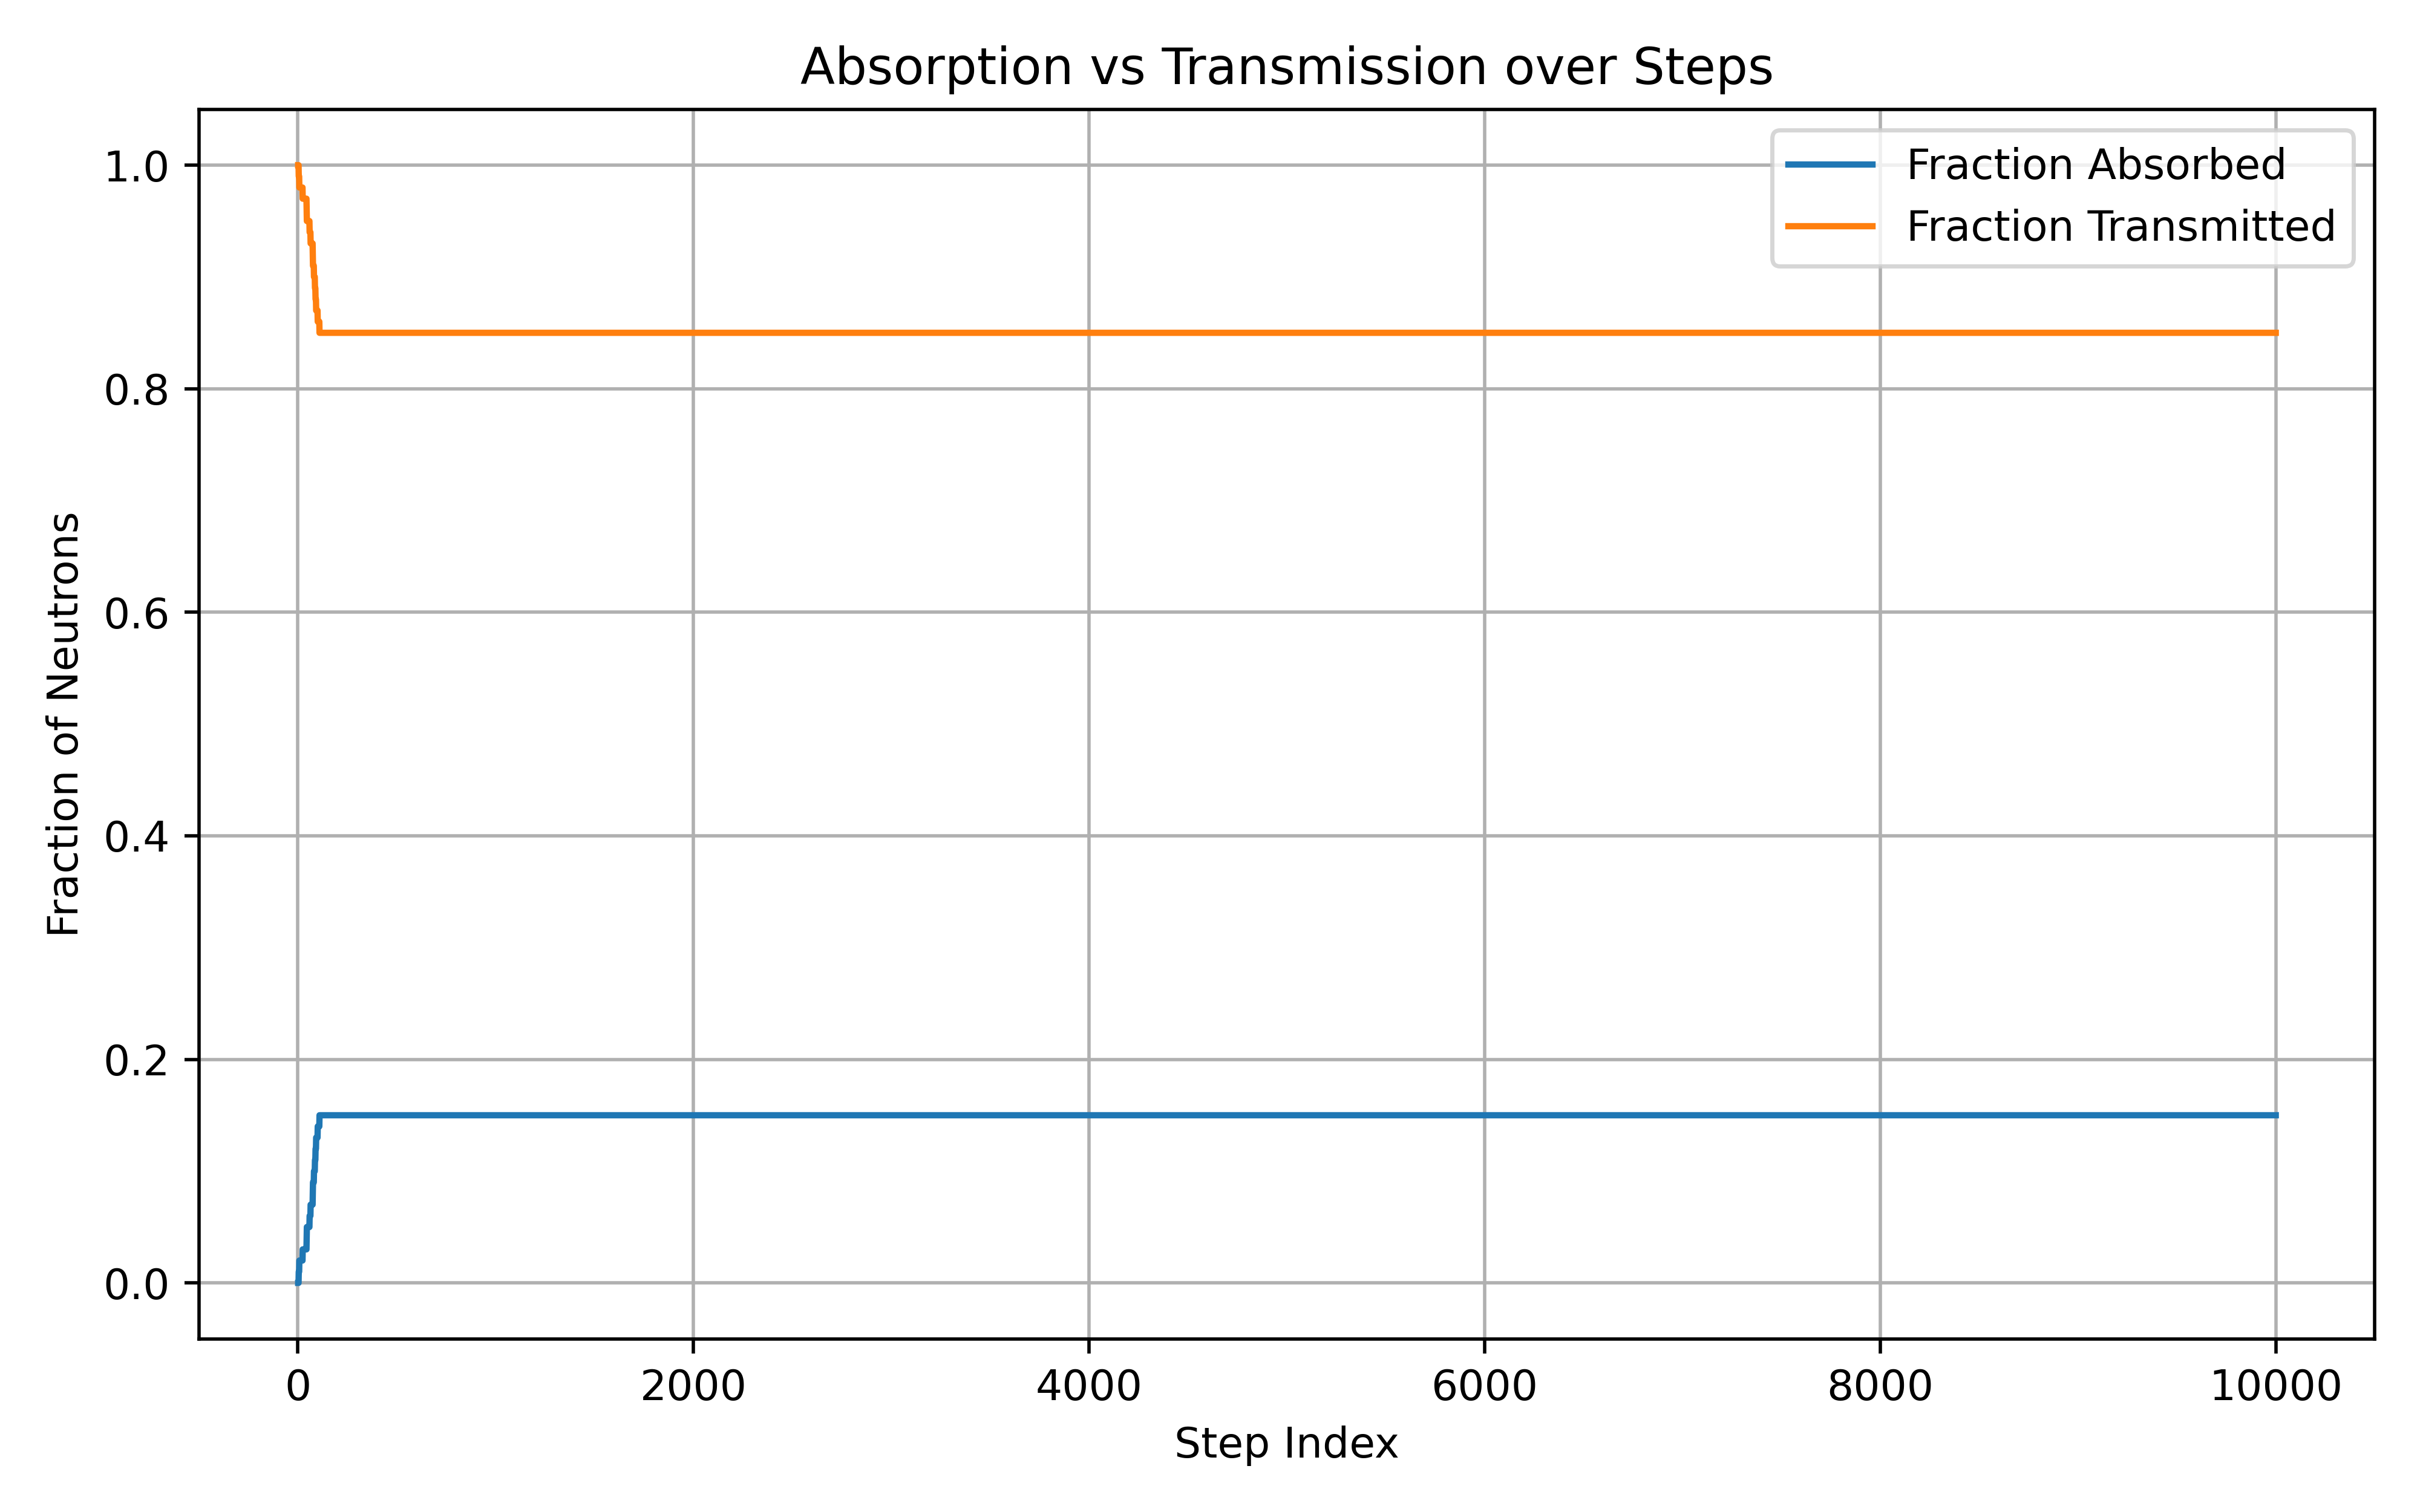 Absorption vs Transmission over Steps
Fraction Absorbed
Fraction Transmitted
Fraction of Neutrons
1.0
0.8
0.6
0.4
0.2
0.0
0 2000 4000 6000 8000 10000
Step Index